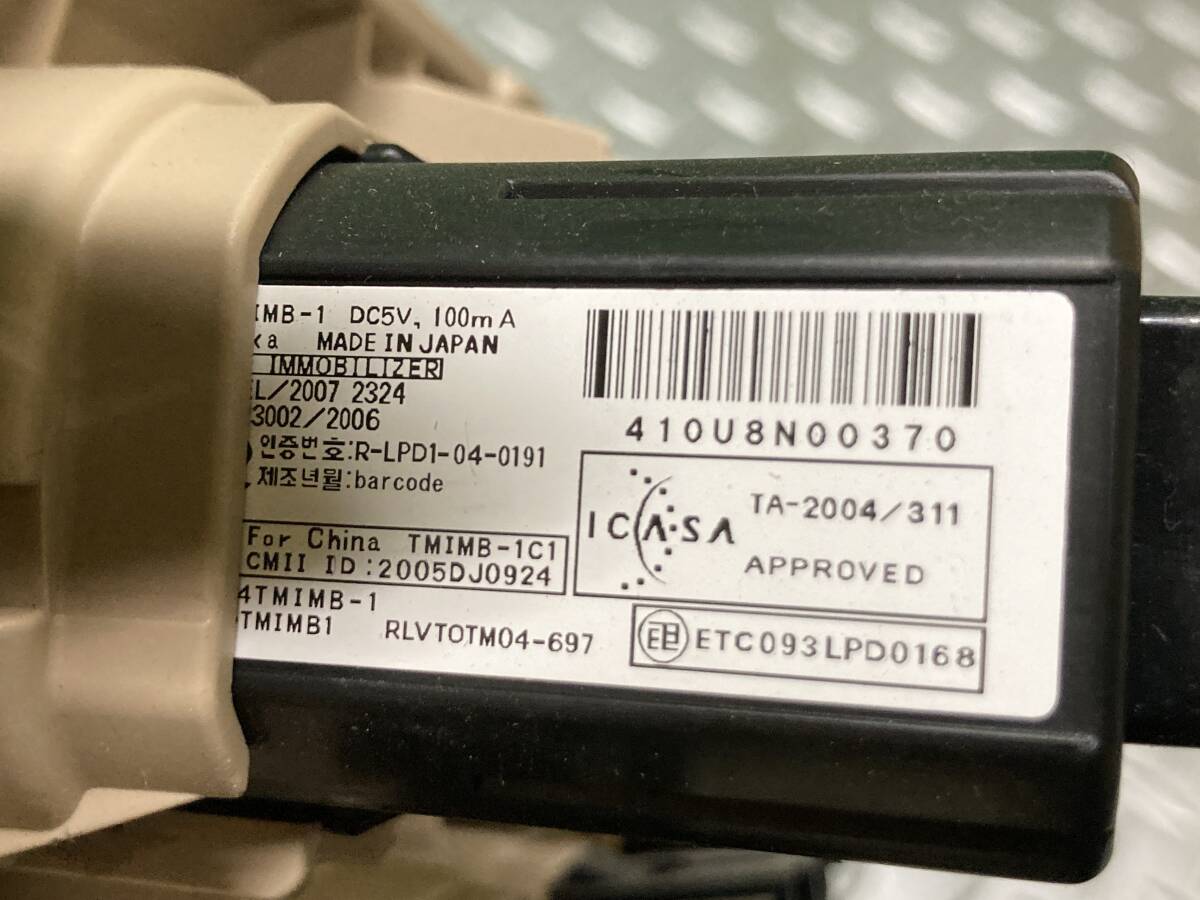 IMB-1 DC5V, 100mA
ka MADE IN JAPAN
IMMOBILIZER
EL/2007 2324
3002/2006
인증번호:R-LPD1-04-0191
제조년월:barcode
For China TMIMB-1C1
CMII ID:2005DJ0924
4TMIMB-1
TMIMB1 RLVTOTM04-697
410U8N00370
ICASA TA-2004/311
APPROVED
ETC093LPD0168